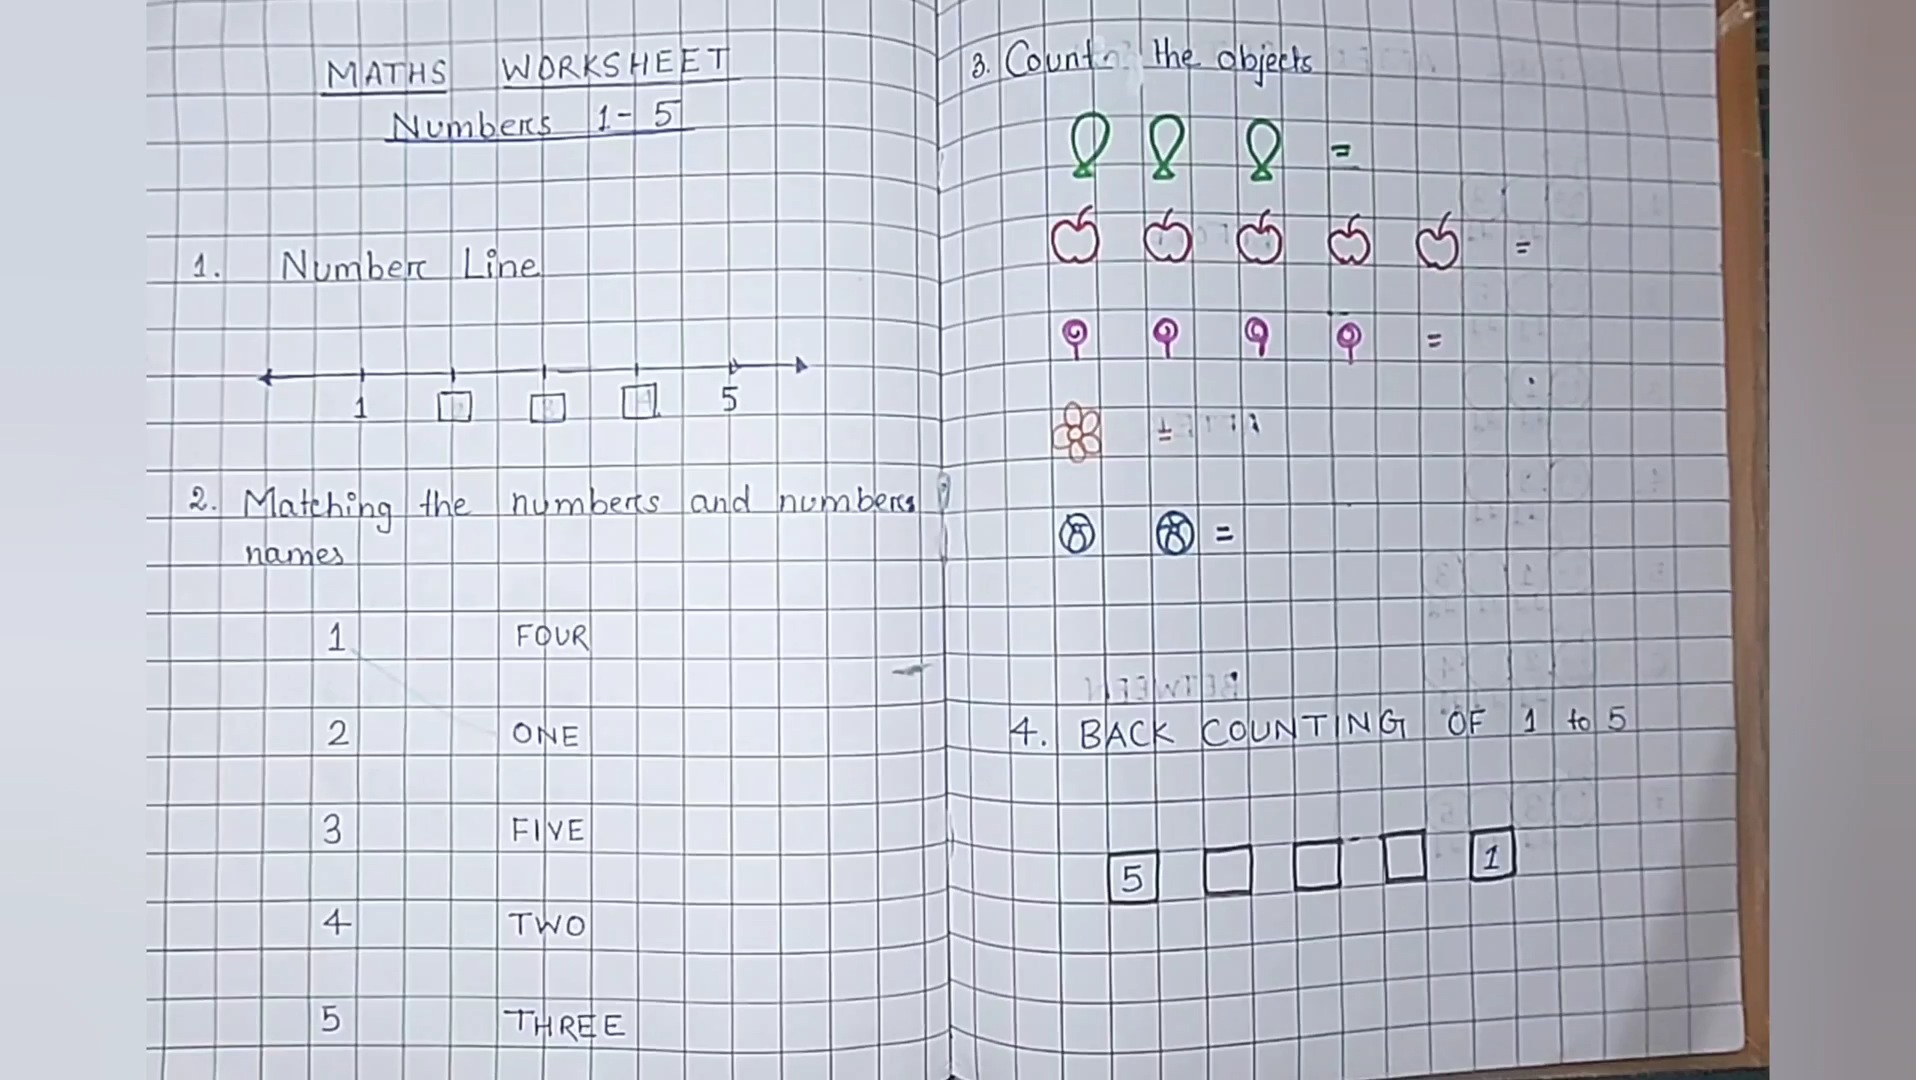 MATHS WORKSHEET
Numbers 1-5
1. Number Line
1 5
2. Matching the numbers and numbers
names
1 FOUR
2 ONE
3 FIVE
4 TWO
5 THREE
3. Count the objects
=
=
=
=
=
4. BACK COUNTING OF 1 to 5
5 1